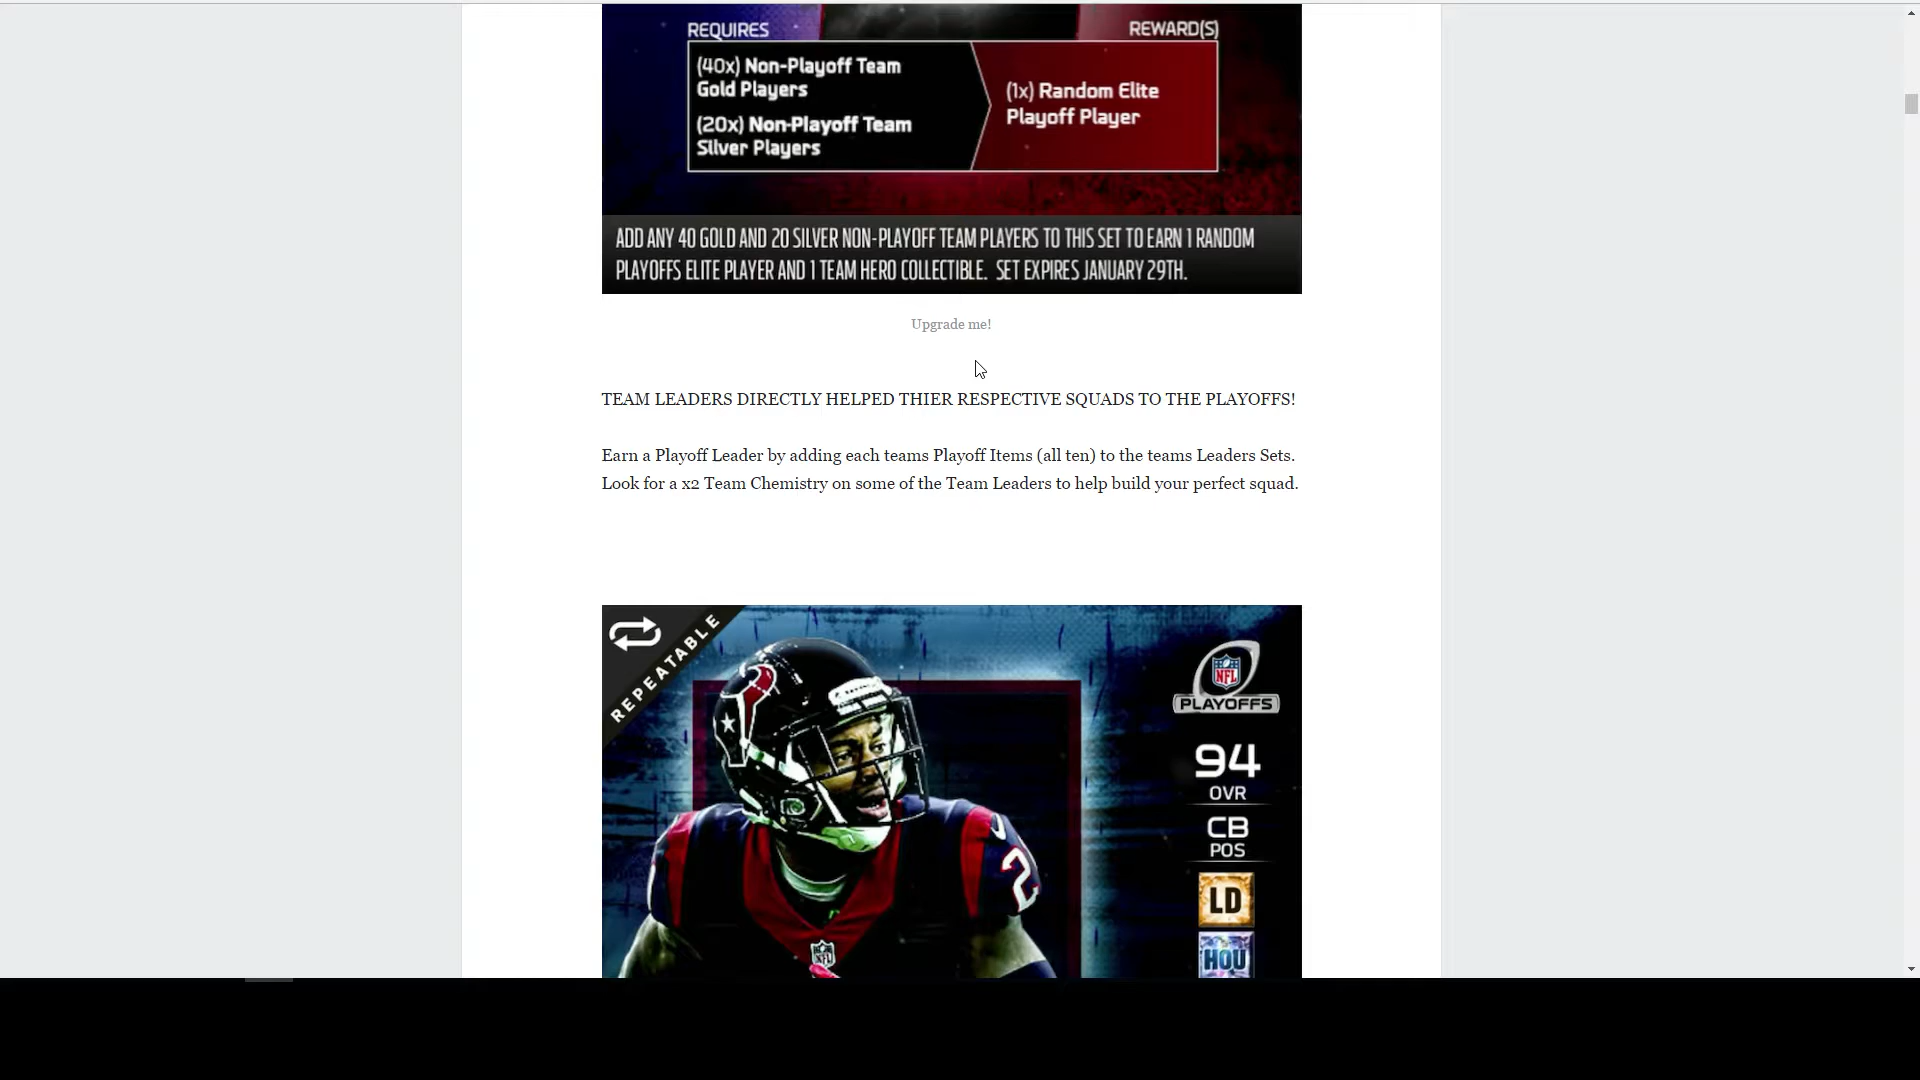 REQUIRES
REWARD(S)
(40x) Non-Playoff Team
Gold Players
(20x) Non-Playoff Team
Silver Players
(1x) Random Elite
Playoff Player
ADD ANY 40 GOLD AND 20 SILVER NON-PLAYOFF TEAM PLAYERS TO THIS SET TO EARN 1 RANDOM
PLAYOFFS ELITE PLAYER AND 1 TEAM HERO COLLECTIBLE. SET EXPIRES JANUARY 29TH.
Upgrade me!
TEAM LEADERS DIRECTLY HELPED THIER RESPECTIVE SQUADS TO THE PLAYOFFS!
Earn a Playoff Leader by adding each teams Playoff Items (all ten) to the teams Leaders Sets.
Look for a x2 Team Chemistry on some of the Team Leaders to help build your perfect squad.
REPEATABLE
NFL
PLAYOFFS
94
OVR
CB
POS
LD
HOU
2
NFL